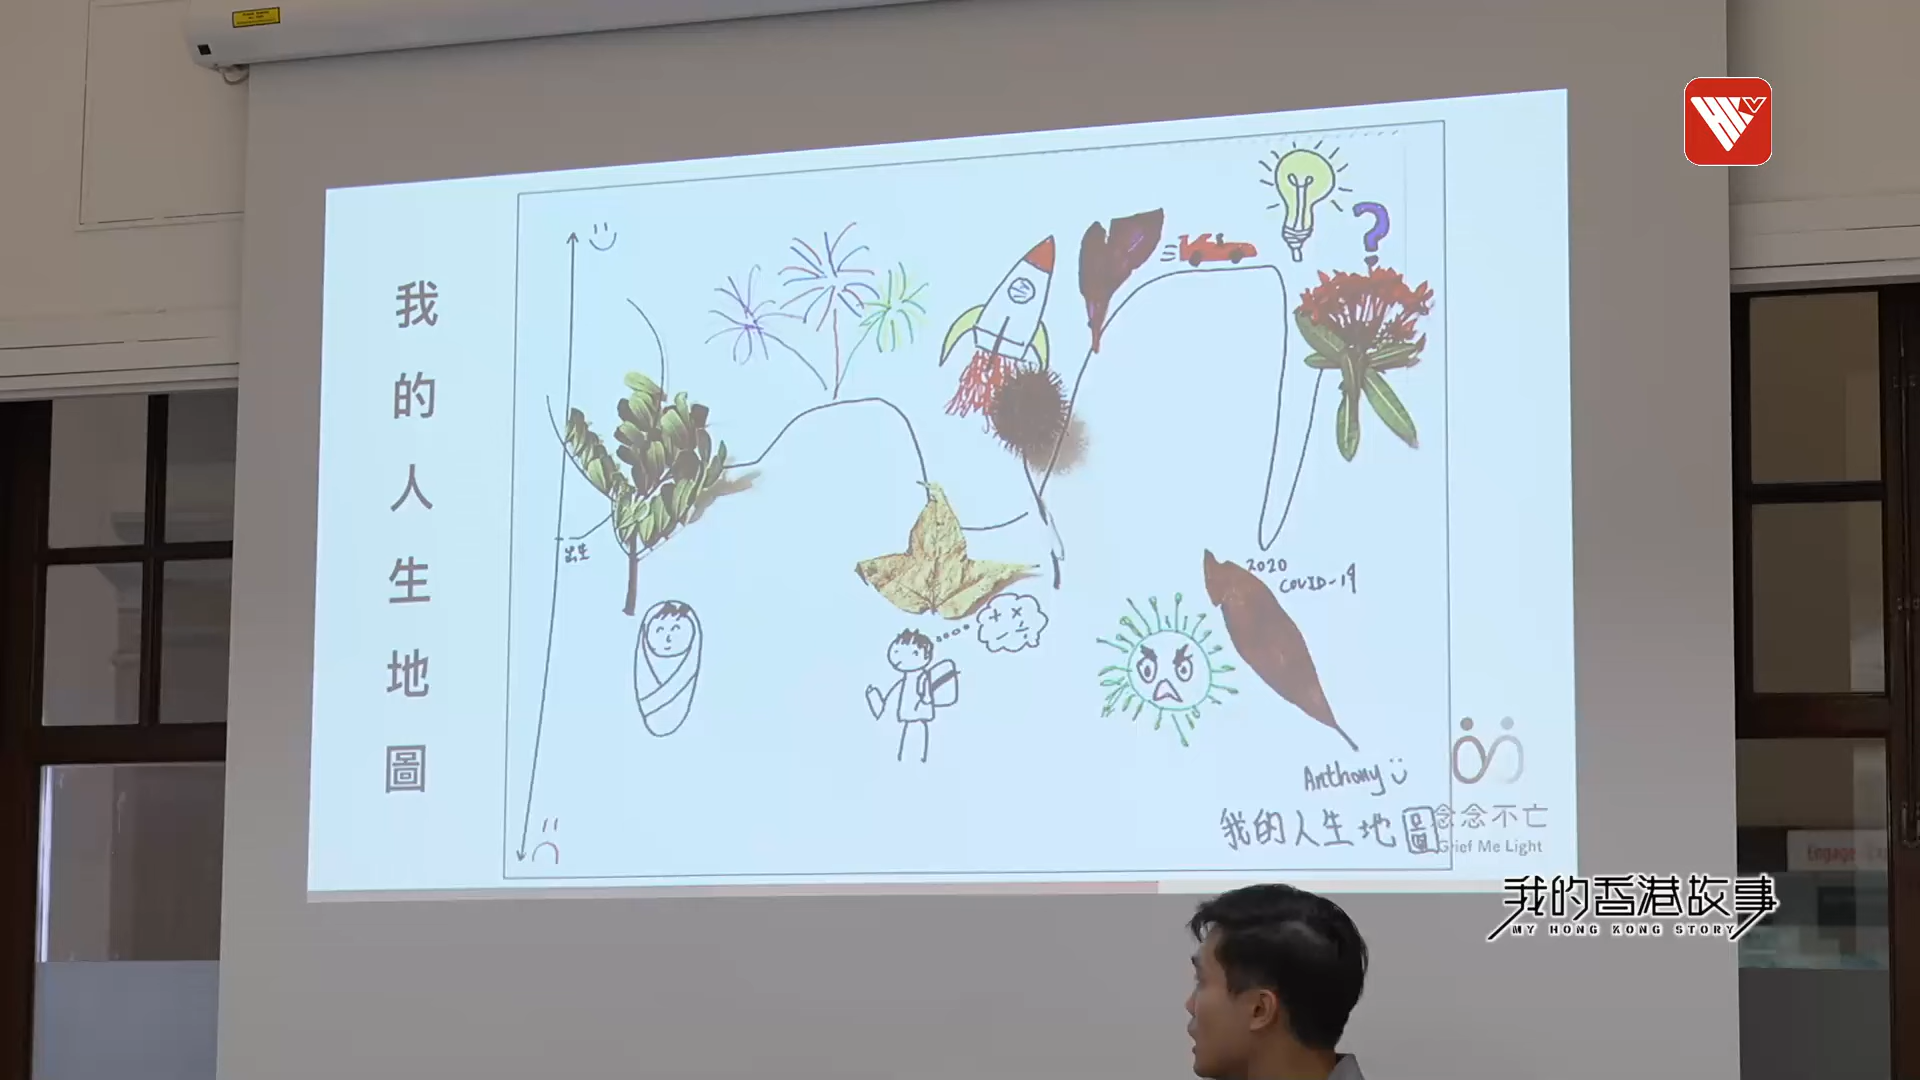 我的人生地圖
出生
2020
COVID-19
Anthony
我的人生地圖
念念不亡
Grief Me Light
我的香港故事
MY HONG KONG STORY
Engage